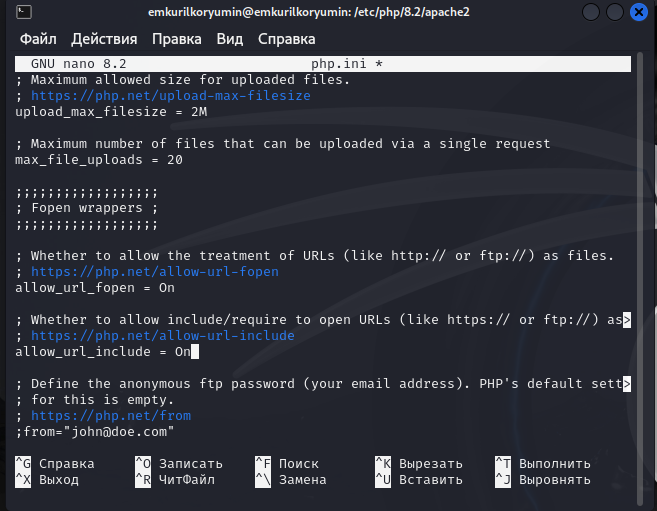 emkurilkoryumin@emkurilkoryumin: /etc/php/8.2/apache2
Файл Действия Правка Вид Справка
GNU nano 8.2 php.ini *
; Maximum allowed size for uploaded files.
; https://php.net/upload-max-filesize
upload_max_filesize = 2M
; Maximum number of files that can be uploaded via a single request
max_file_uploads = 20
;;;;;;;;;;;;;;;;;;
; Fopen wrappers ;
;;;;;;;;;;;;;;;;;;
; Whether to allow the treatment of URLs (like http:// or ftp://) as files.
; https://php.net/allow-url-fopen
allow_url_fopen = On
; Whether to allow include/require to open URLs (like https:// or ftp://) as>
; https://php.net/allow-url-include
allow_url_include = On
; Define the anonymous ftp password (your email address). PHP's default sett>
; for this is empty.
; https://php.net/from
;from="john@doe.com"
^G Справка ^O Записать ^F Поиск ^K Вырезать ^T Выполнить
^X Выход ^R ЧитФайл ^\ Замена ^U Вставить ^J Выровнять